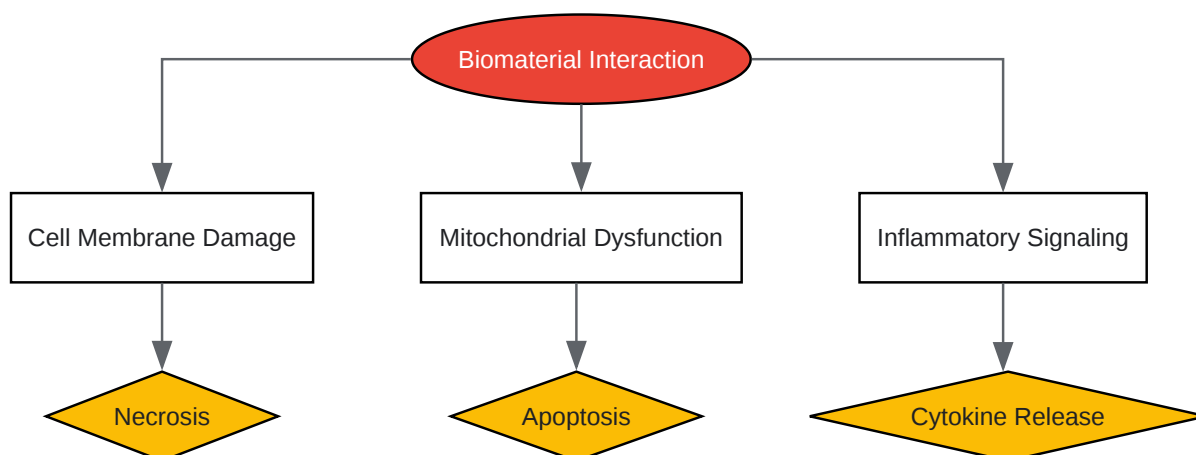 Biomaterial Interaction
Cell Membrane Damage
Mitochondrial Dysfunction
Inflammatory Signaling
Necrosis
Apoptosis
Cytokine Release